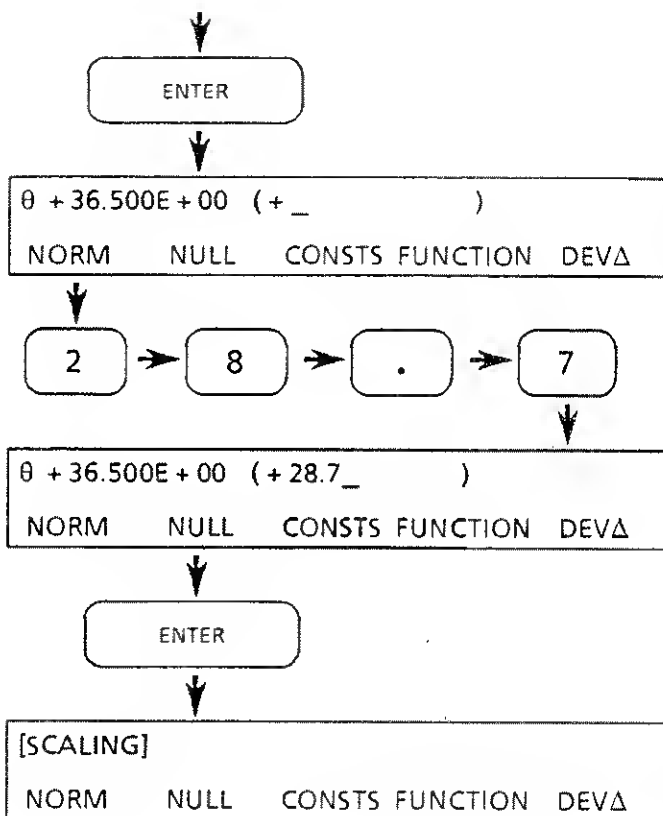 ENTER
θ +36.500E+00 (+_ )
NORM NULL CONSTS FUNCTION DEVΔ
2 8 . 7
θ +36.500E+00 (+28.7_ )
NORM NULL CONSTS FUNCTION DEVΔ
ENTER
[SCALING]
NORM NULL CONSTS FUNCTION DEVΔ